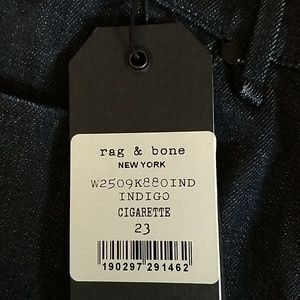 rag & bone
NEW YORK
W2509K880IND
INDIGO
CIGARETTE
23
190297 291462